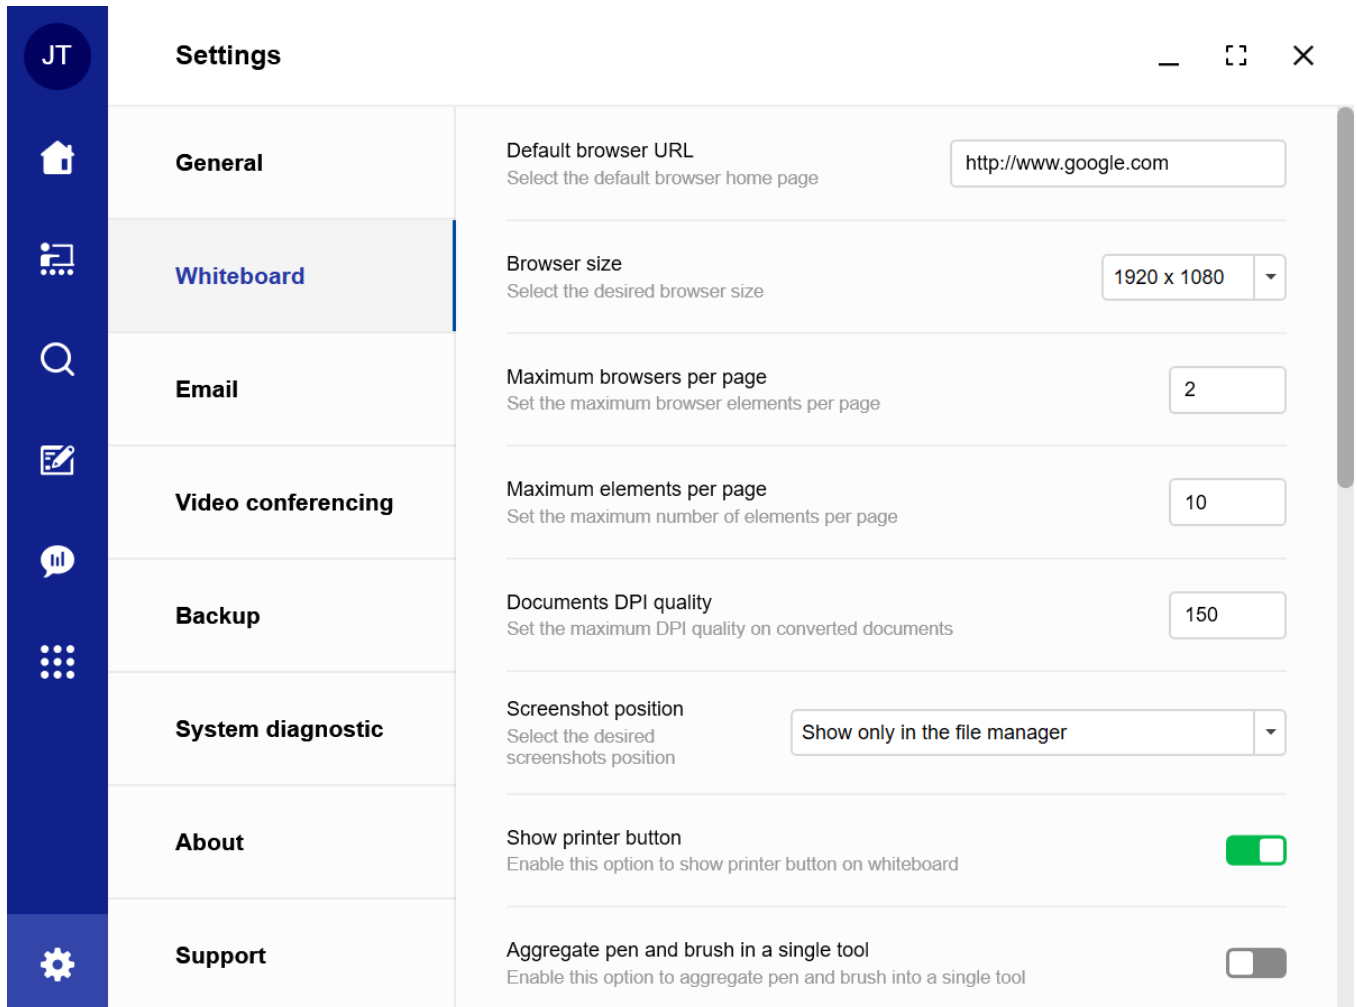 JT
Settings
General
Whiteboard
Email
Video conferencing
Backup
System diagnostic
About
Support
Default browser URL
Select the default browser home page
http://www.google.com
Browser size
Select the desired browser size
1920 x 1080
Maximum browsers per page
Set the maximum browser elements per page
2
Maximum elements per page
Set the maximum number of elements per page
10
Documents DPI quality
Set the maximum DPI quality on converted documents
150
Screenshot position
Select the desired
screenshots position
Show only in the file manager
Show printer button
Enable this option to show printer button on whiteboard
Aggregate pen and brush in a single tool
Enable this option to aggregate pen and brush into a single tool